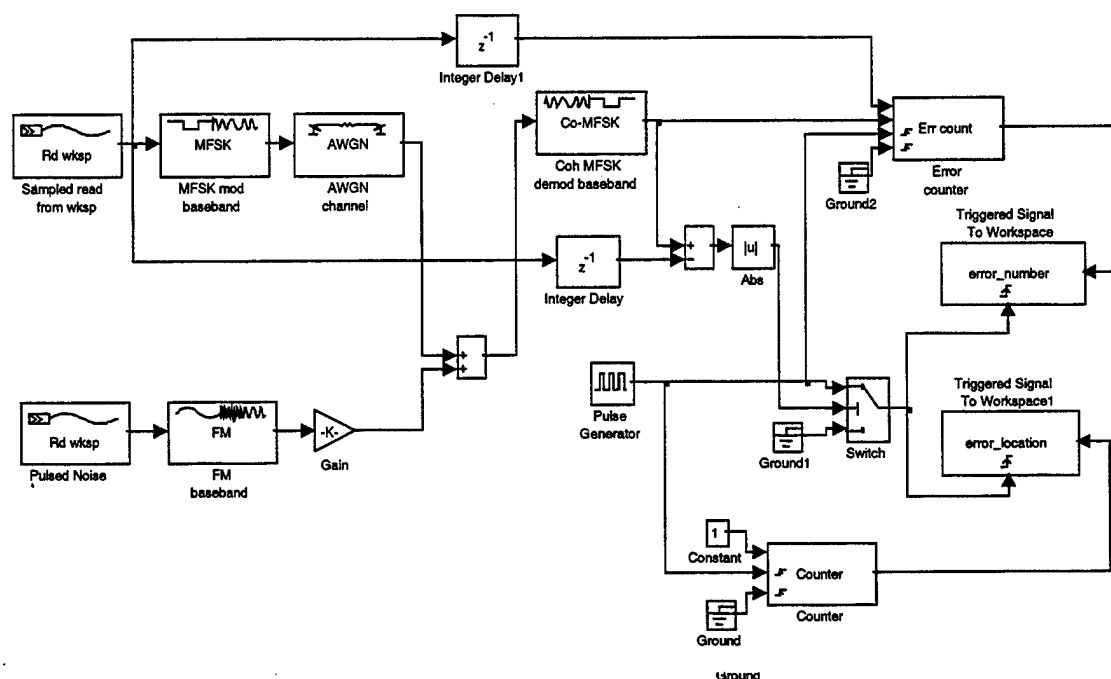 z-1
Integer Delay1
Rd wksp
Sampled read
from wksp
MFSK
MFSK mod
baseband
AWGN
AWGN
channel
Co-MFSK
Coh MFSK
demod baseband
Err count
Error
counter
Ground2
Triggered Signal
To Workspace
error_number
z-1
Integer Delay
+
−
|u|
Abs
+
+
Rd wksp
Pulsed Noise
FM
FM
baseband
-K-
Gain
Pulse
Generator
Ground1
Switch
Triggered Signal
To Workspace1
error_location
1
Constant
Counter
Counter
Ground
Ground